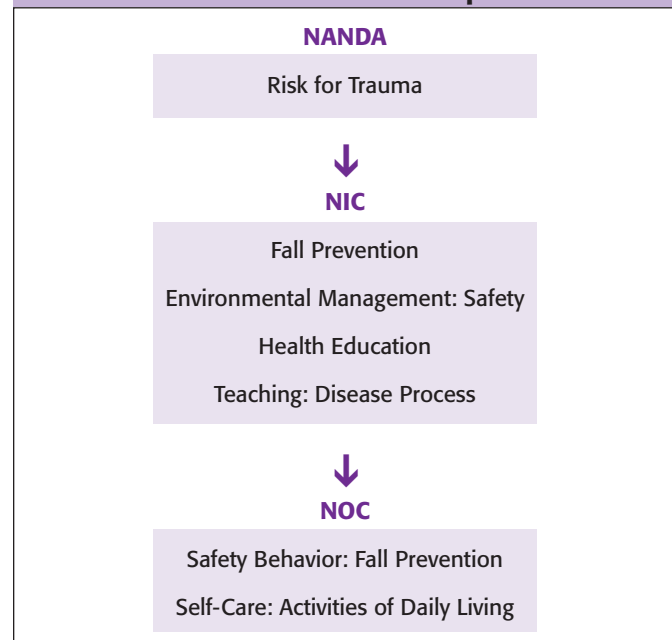 NANDA
Risk for Trauma
NIC
Fall Prevention
Environmental Management: Safety
Health Education
Teaching: Disease Process
NOC
Safety Behavior: Fall Prevention
Self-Care: Activities of Daily Living